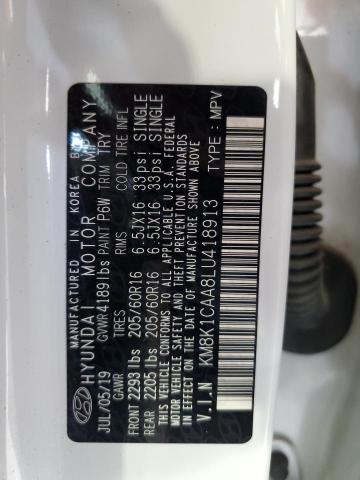 MANUFACTURED IN KOREA BY
HYUNDAI MOTOR COMPANY
JUL/05/19 GVWR 4189 lbs PAINT P6W TRIM TRY
GAWR TIRES RIMS COLD TIRE INFL.
FRONT 2293 lbs 205/60R16 6.5JX16 33psi SINGLE
REAR 2205 lbs 205/60R16 6.5JX16 33psi SINGLE
THIS VEHICLE CONFORMS TO ALL APPLICABLE U.S.A. FEDERAL
MOTOR VEHICLE SAFETY AND THEFT PREVENTION STANDARDS
IN EFFECT ON THE DATE OF MANUFACTURE SHOWN ABOVE
V.I.N KM8K1CAA8LU418913 TYPE: MPV